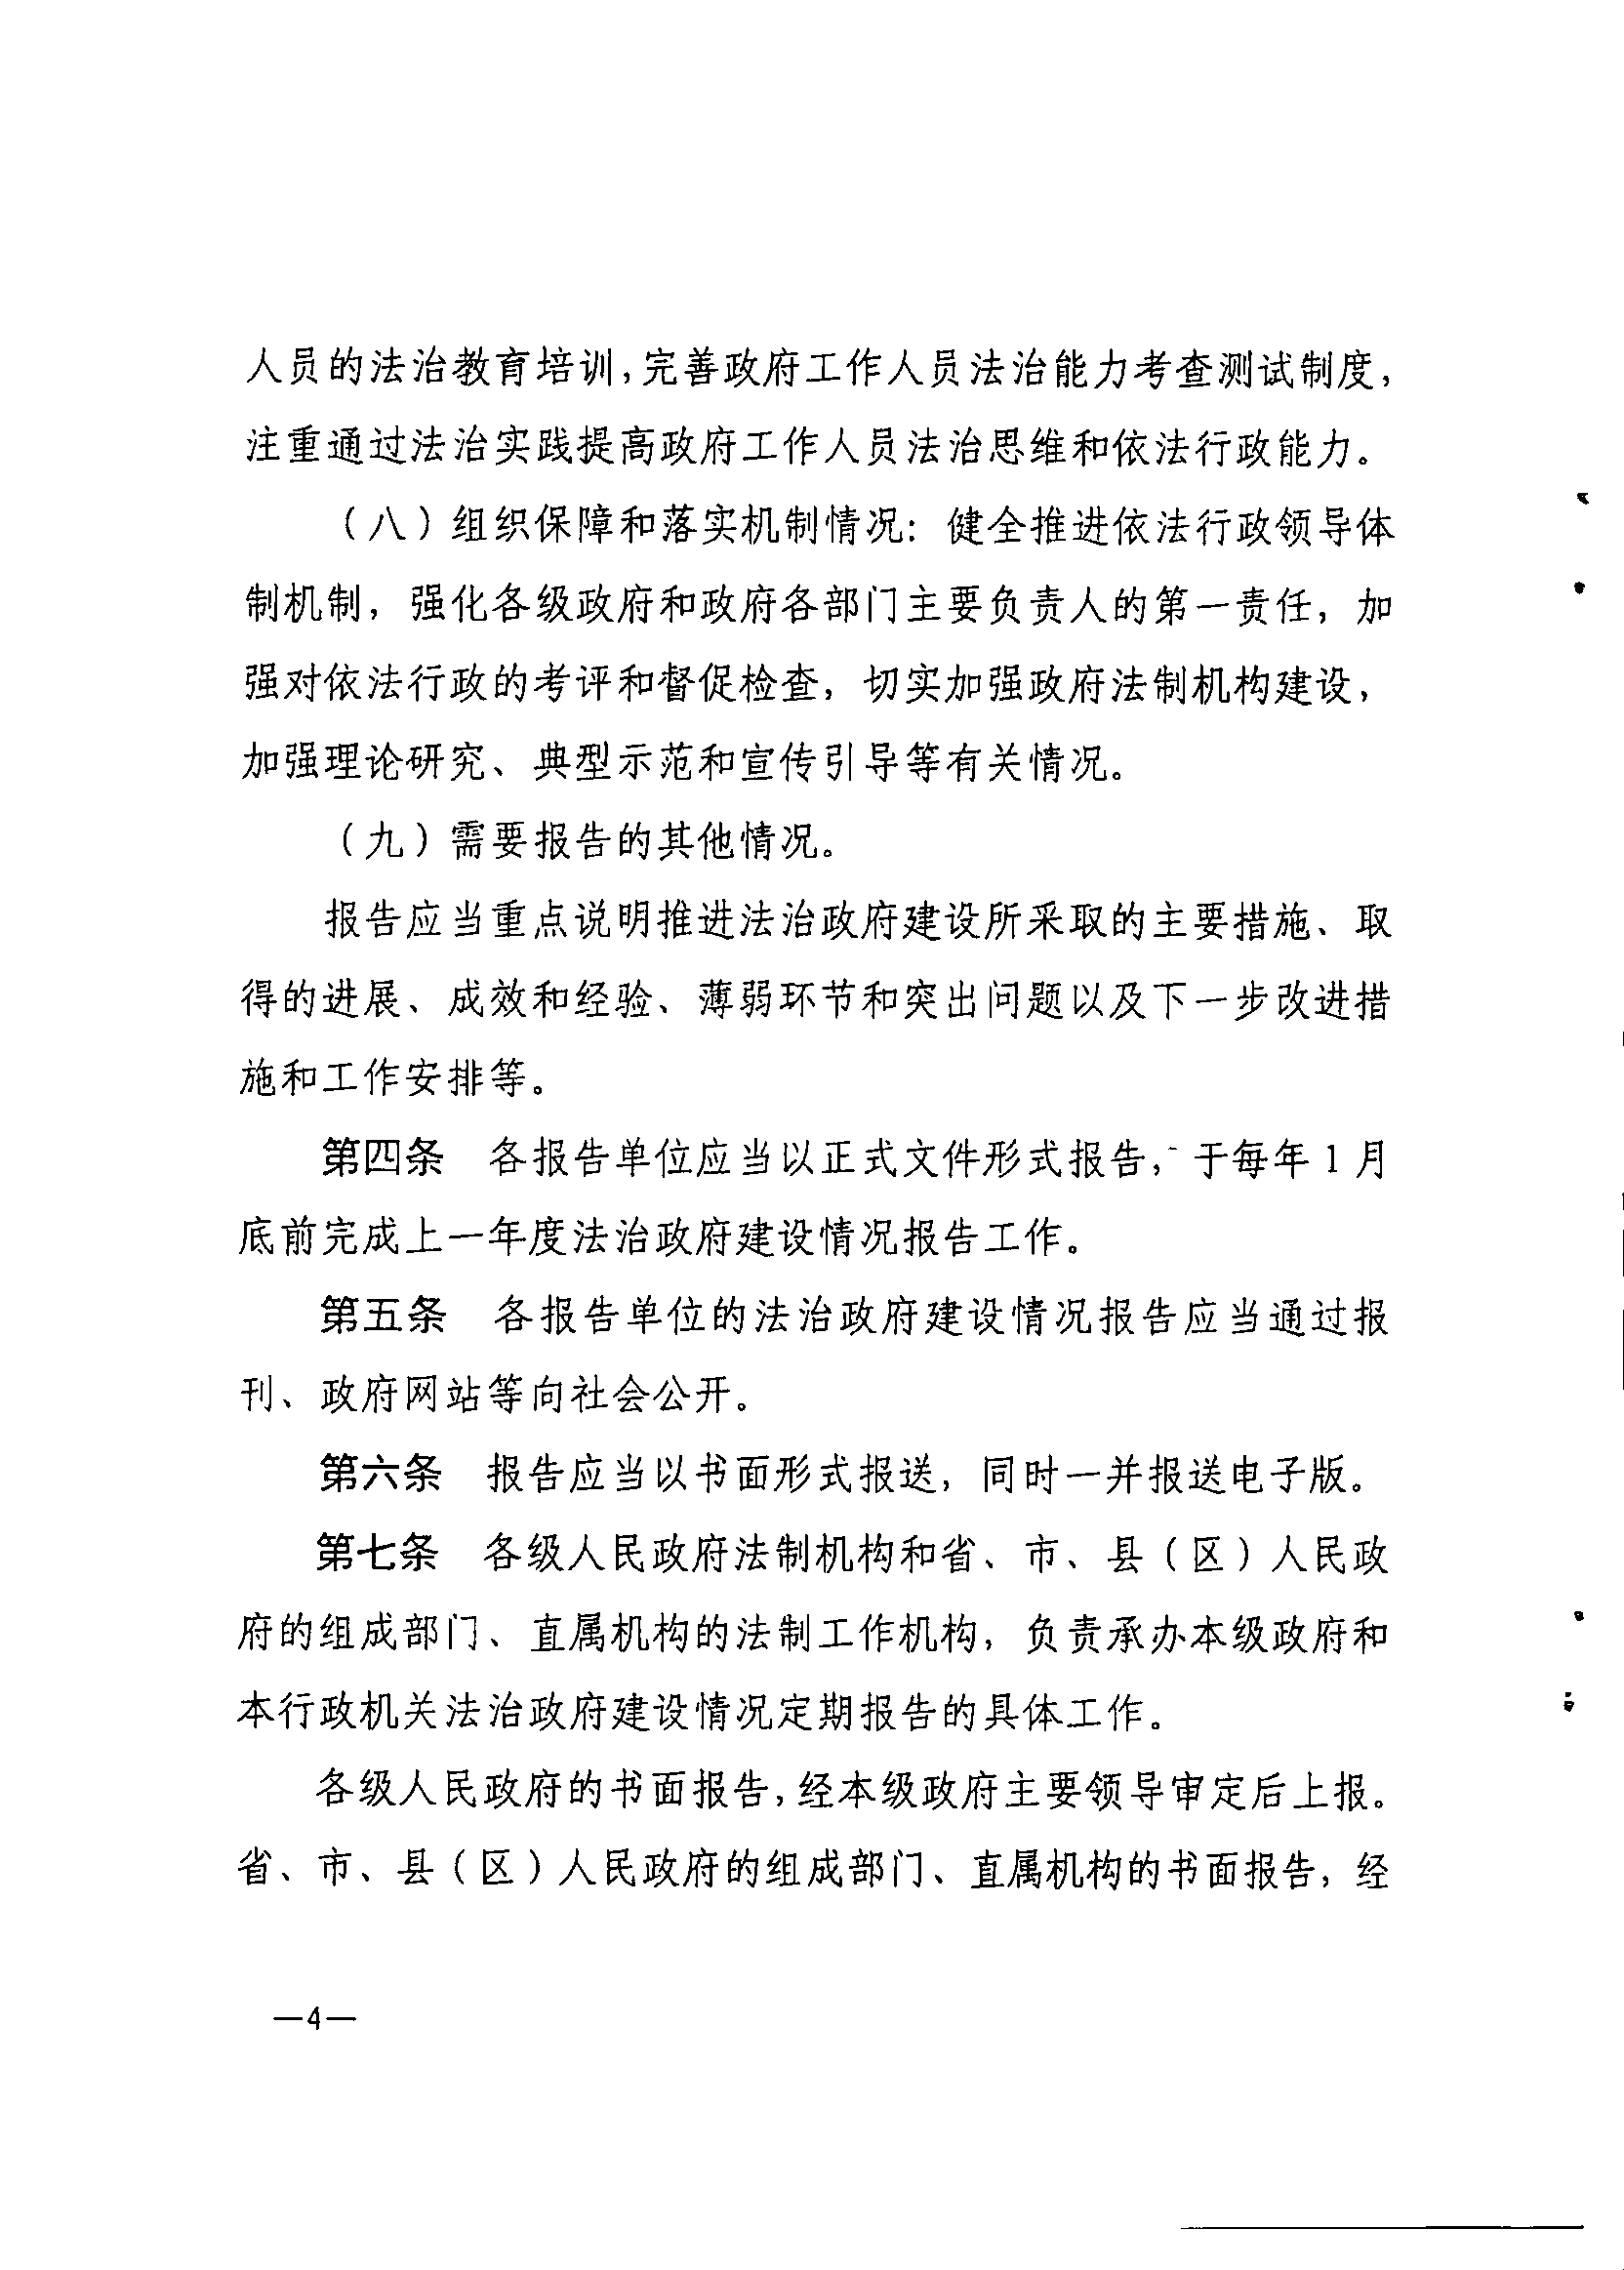 人员的法治教育培训,完善政府工作人员法治能力考查测试制度,
注重通过法治实践提高政府工作人员法治思维和依法行政能力。
（八）组织保障和落实机制情况：健全推进依法行政领导体
制机制，强化各级政府和政府各部门主要负责人的第一责任，加
强对依法行政的考评和督促检查，切实加强政府法制机构建设，
加强理论研究、典型示范和宣传引导等有关情况。
（九）需要报告的其他情况。
报告应当重点说明推进法治政府建设所采取的主要措施、取
得的进展、成效和经验、薄弱环节和突出问题以及下一步改进措
施和工作安排等。
第四条 各报告单位应当以正式文件形式报告，于每年1月
底前完成上一年度法治政府建设情况报告工作。
第五条 各报告单位的法治政府建设情况报告应当通过报
刊、政府网站等向社会公开。
第六条 报告应当以书面形式报送，同时一并报送电子版。
第七条 各级人民政府法制机构和省、市、县（区）人民政
府的组成部门、直属机构的法制工作机构，负责承办本级政府和
本行政机关法治政府建设情况定期报告的具体工作。
各级人民政府的书面报告,经本级政府主要领导审定后上报。
省、市、县（区）人民政府的组成部门、直属机构的书面报告，经
—4—